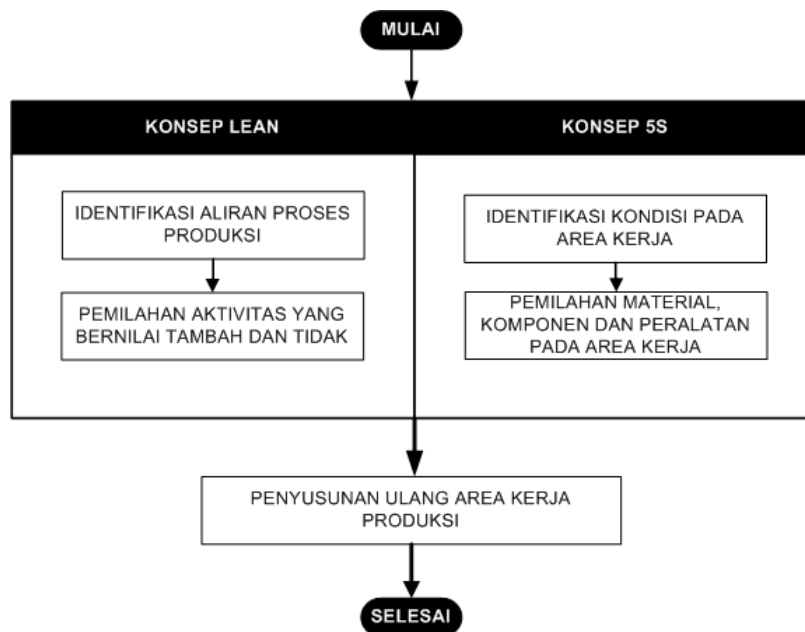 MULAI
KONSEP LEAN
KONSEP 5S
IDENTIFIKASI ALIRAN PROSES
PRODUKSI
PEMILAHAN AKTIVITAS YANG
BERNILAI TAMBAH DAN TIDAK
IDENTIFIKASI KONDISI PADA
AREA KERJA
PEMILAHAN MATERIAL,
KOMPONEN DAN PERALATAN
PADA AREA KERJA
PENYUSUNAN ULANG AREA KERJA
PRODUKSI
SELESAI